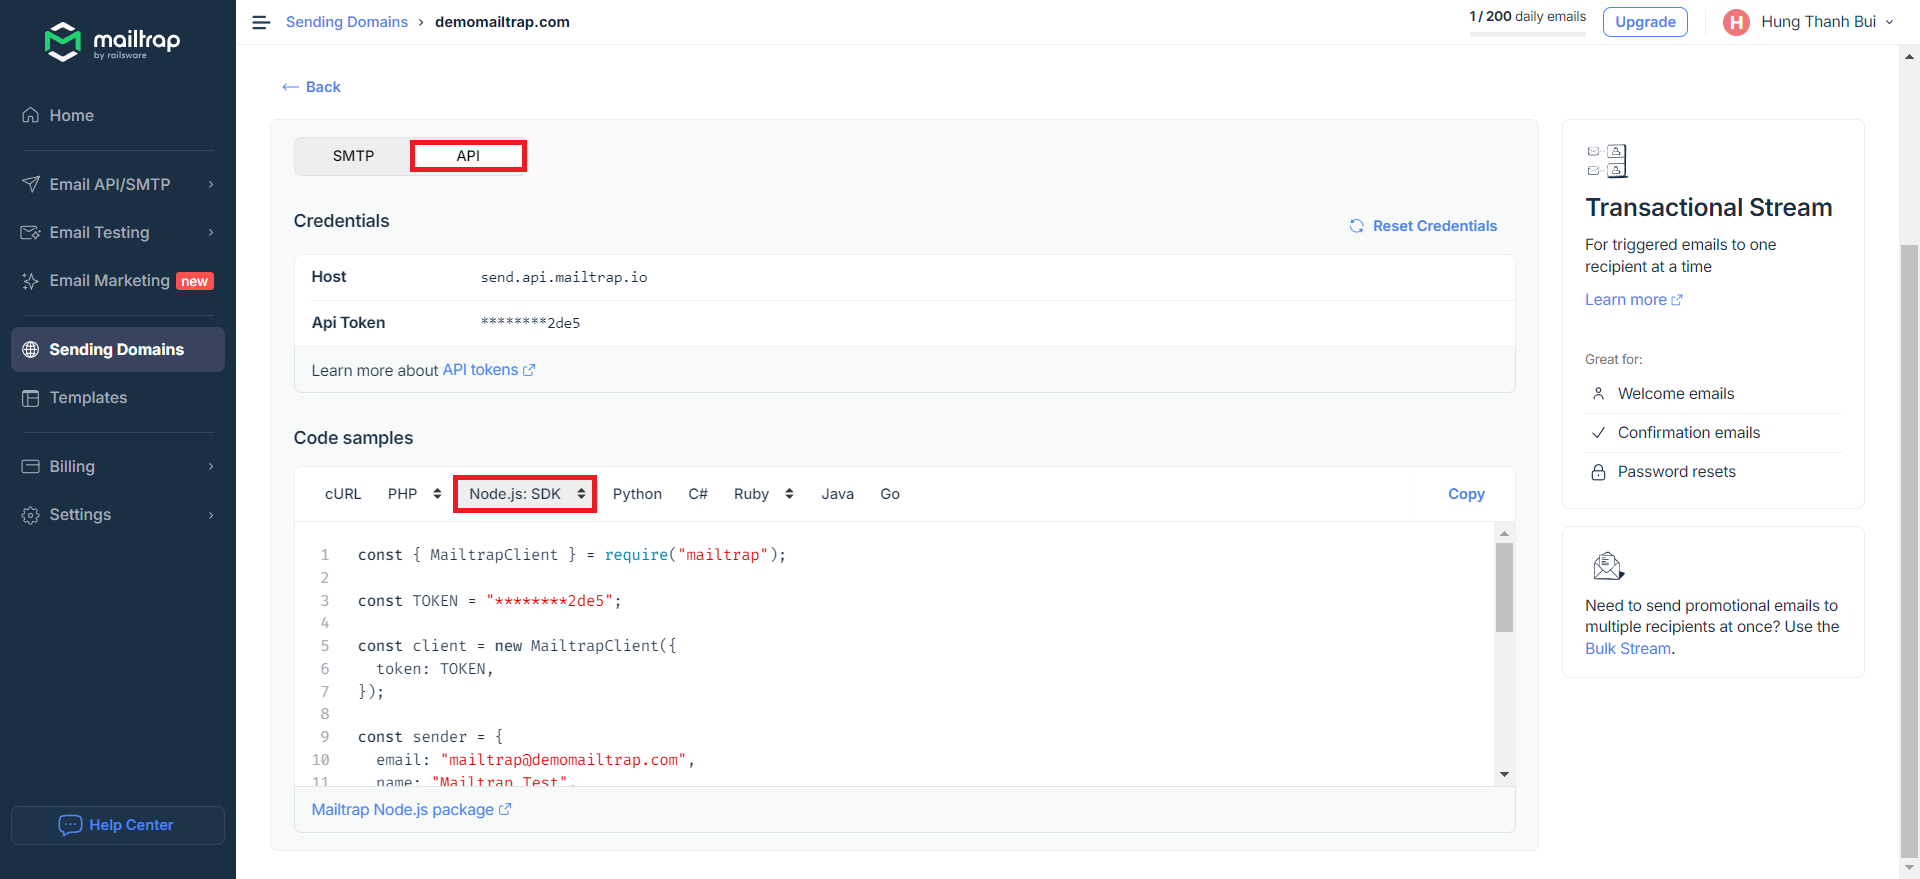 mailtrap
by railsware
Home
Email API/SMTP
Email Testing
Email Marketing new
Sending Domains
Templates
Billing
Settings
Help Center
Sending Domains › demomailtrap.com
1 / 200 daily emails
Upgrade
H Hung Thanh Bui
← Back
SMTP API
Credentials
Reset Credentials
Host send.api.mailtrap.io
Api Token ********2de5
Learn more about API tokens
Code samples
cURL PHP Node.js: SDK Python C# Ruby Java Go
Copy
1 const { MailtrapClient } = require("mailtrap");
2
3 const TOKEN = "********2de5";
4
5 const client = new MailtrapClient({
6 token: TOKEN,
7 });
8
9 const sender = {
10 email: "mailtrap@demomailtrap.com",
11 name: "Mailtrap Test",
Mailtrap Node.js package
Transactional Stream
For triggered emails to one
recipient at a time
Learn more
Great for:
Welcome emails
Confirmation emails
Password resets
Need to send promotional emails to
multiple recipients at once? Use the
Bulk Stream.